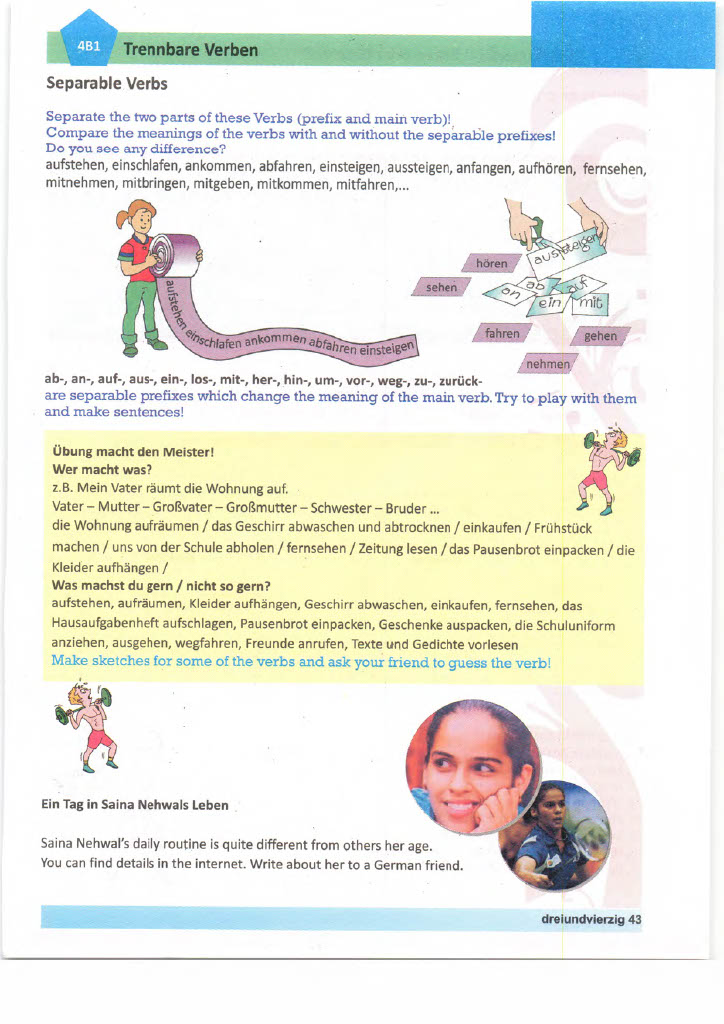 4B1
Trennbare Verben
Separable Verbs
Separate the two parts of these Verbs (prefix and main verb)!
Compare the meanings of the verbs with and without the separable prefixes!
Do you see any difference?
aufstehen, einschlafen, ankommen, abfahren, einsteigen, aussteigen, anfangen, aufhören, fernsehen,
mitnehmen, mitbringen, mitgeben, mitkommen, mitfahren,...
aufstehen einschlafen ankommen abfahren einsteigen
aussteigen
hören
sehen
an
ab
auf
ein
mit
fahren
gehen
nehmen
ab-, an-, auf-, aus-, ein-, los-, mit-, her-, hin-, um-, vor-, weg-, zu-, zurück-
are separable prefixes which change the meaning of the main verb. Try to play with them
and make sentences!
Übung macht den Meister!
Wer macht was?
z.B. Mein Vater räumt die Wohnung auf.
Vater – Mutter – Großvater – Großmutter – Schwester – Bruder ...
die Wohnung aufräumen / das Geschirr abwaschen und abtrocknen / einkaufen / Frühstück
machen / uns von der Schule abholen / fernsehen / Zeitung lesen / das Pausenbrot einpacken / die
Kleider aufhängen /
Was machst du gern / nicht so gern?
aufstehen, aufräumen, Kleider aufhängen, Geschirr abwaschen, einkaufen, fernsehen, das
Hausaufgabenheft aufschlagen, Pausenbrot einpacken, Geschenke auspacken, die Schuluniform
anziehen, ausgehen, wegfahren, Freunde anrufen, Texte und Gedichte vorlesen
Make sketches for some of the verbs and ask your friend to guess the verb!
Ein Tag in Saina Nehwals Leben
Saina Nehwal's daily routine is quite different from others her age.
You can find details in the internet. Write about her to a German friend.
dreiundvierzig 43